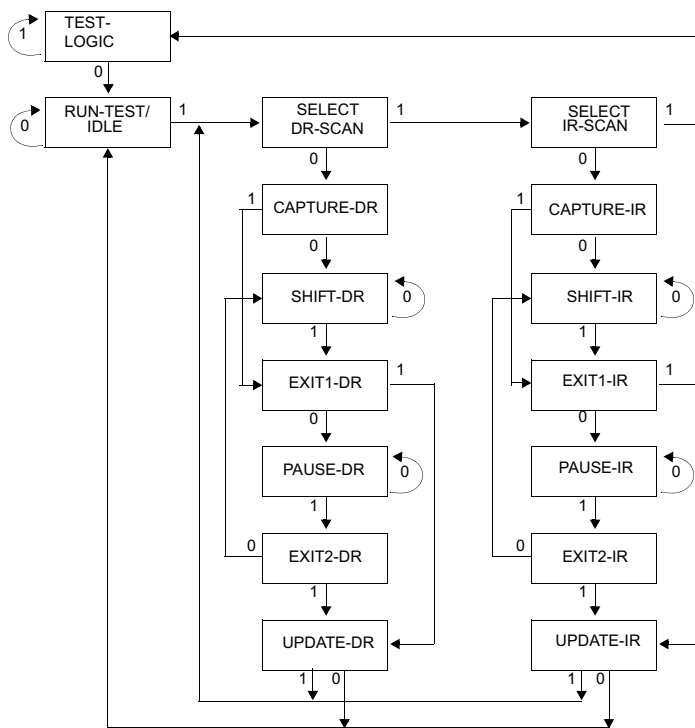 TEST-
LOGIC
1
0
RUN-TEST/
IDLE
0
1
SELECT
DR-SCAN
1
SELECT
IR-SCAN
1
0
0
CAPTURE-DR
1
CAPTURE-IR
1
0
0
SHIFT-DR
0
SHIFT-IR
0
1
1
EXIT1-DR
1
EXIT1-IR
1
0
0
PAUSE-DR
0
PAUSE-IR
0
1
1
EXIT2-DR
0
EXIT2-IR
0
1
1
UPDATE-DR
UPDATE-IR
1 0
1 0